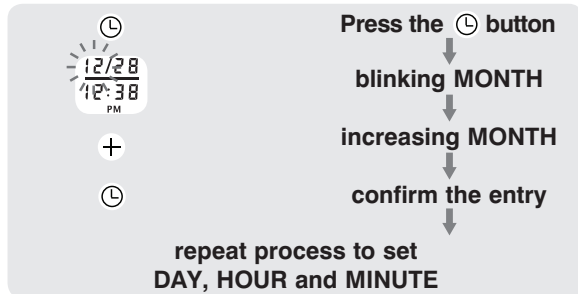 Press the button
12/28
12:38
PM
blinking MONTH
+
increasing MONTH
confirm the entry
repeat process to set
DAY, HOUR and MINUTE